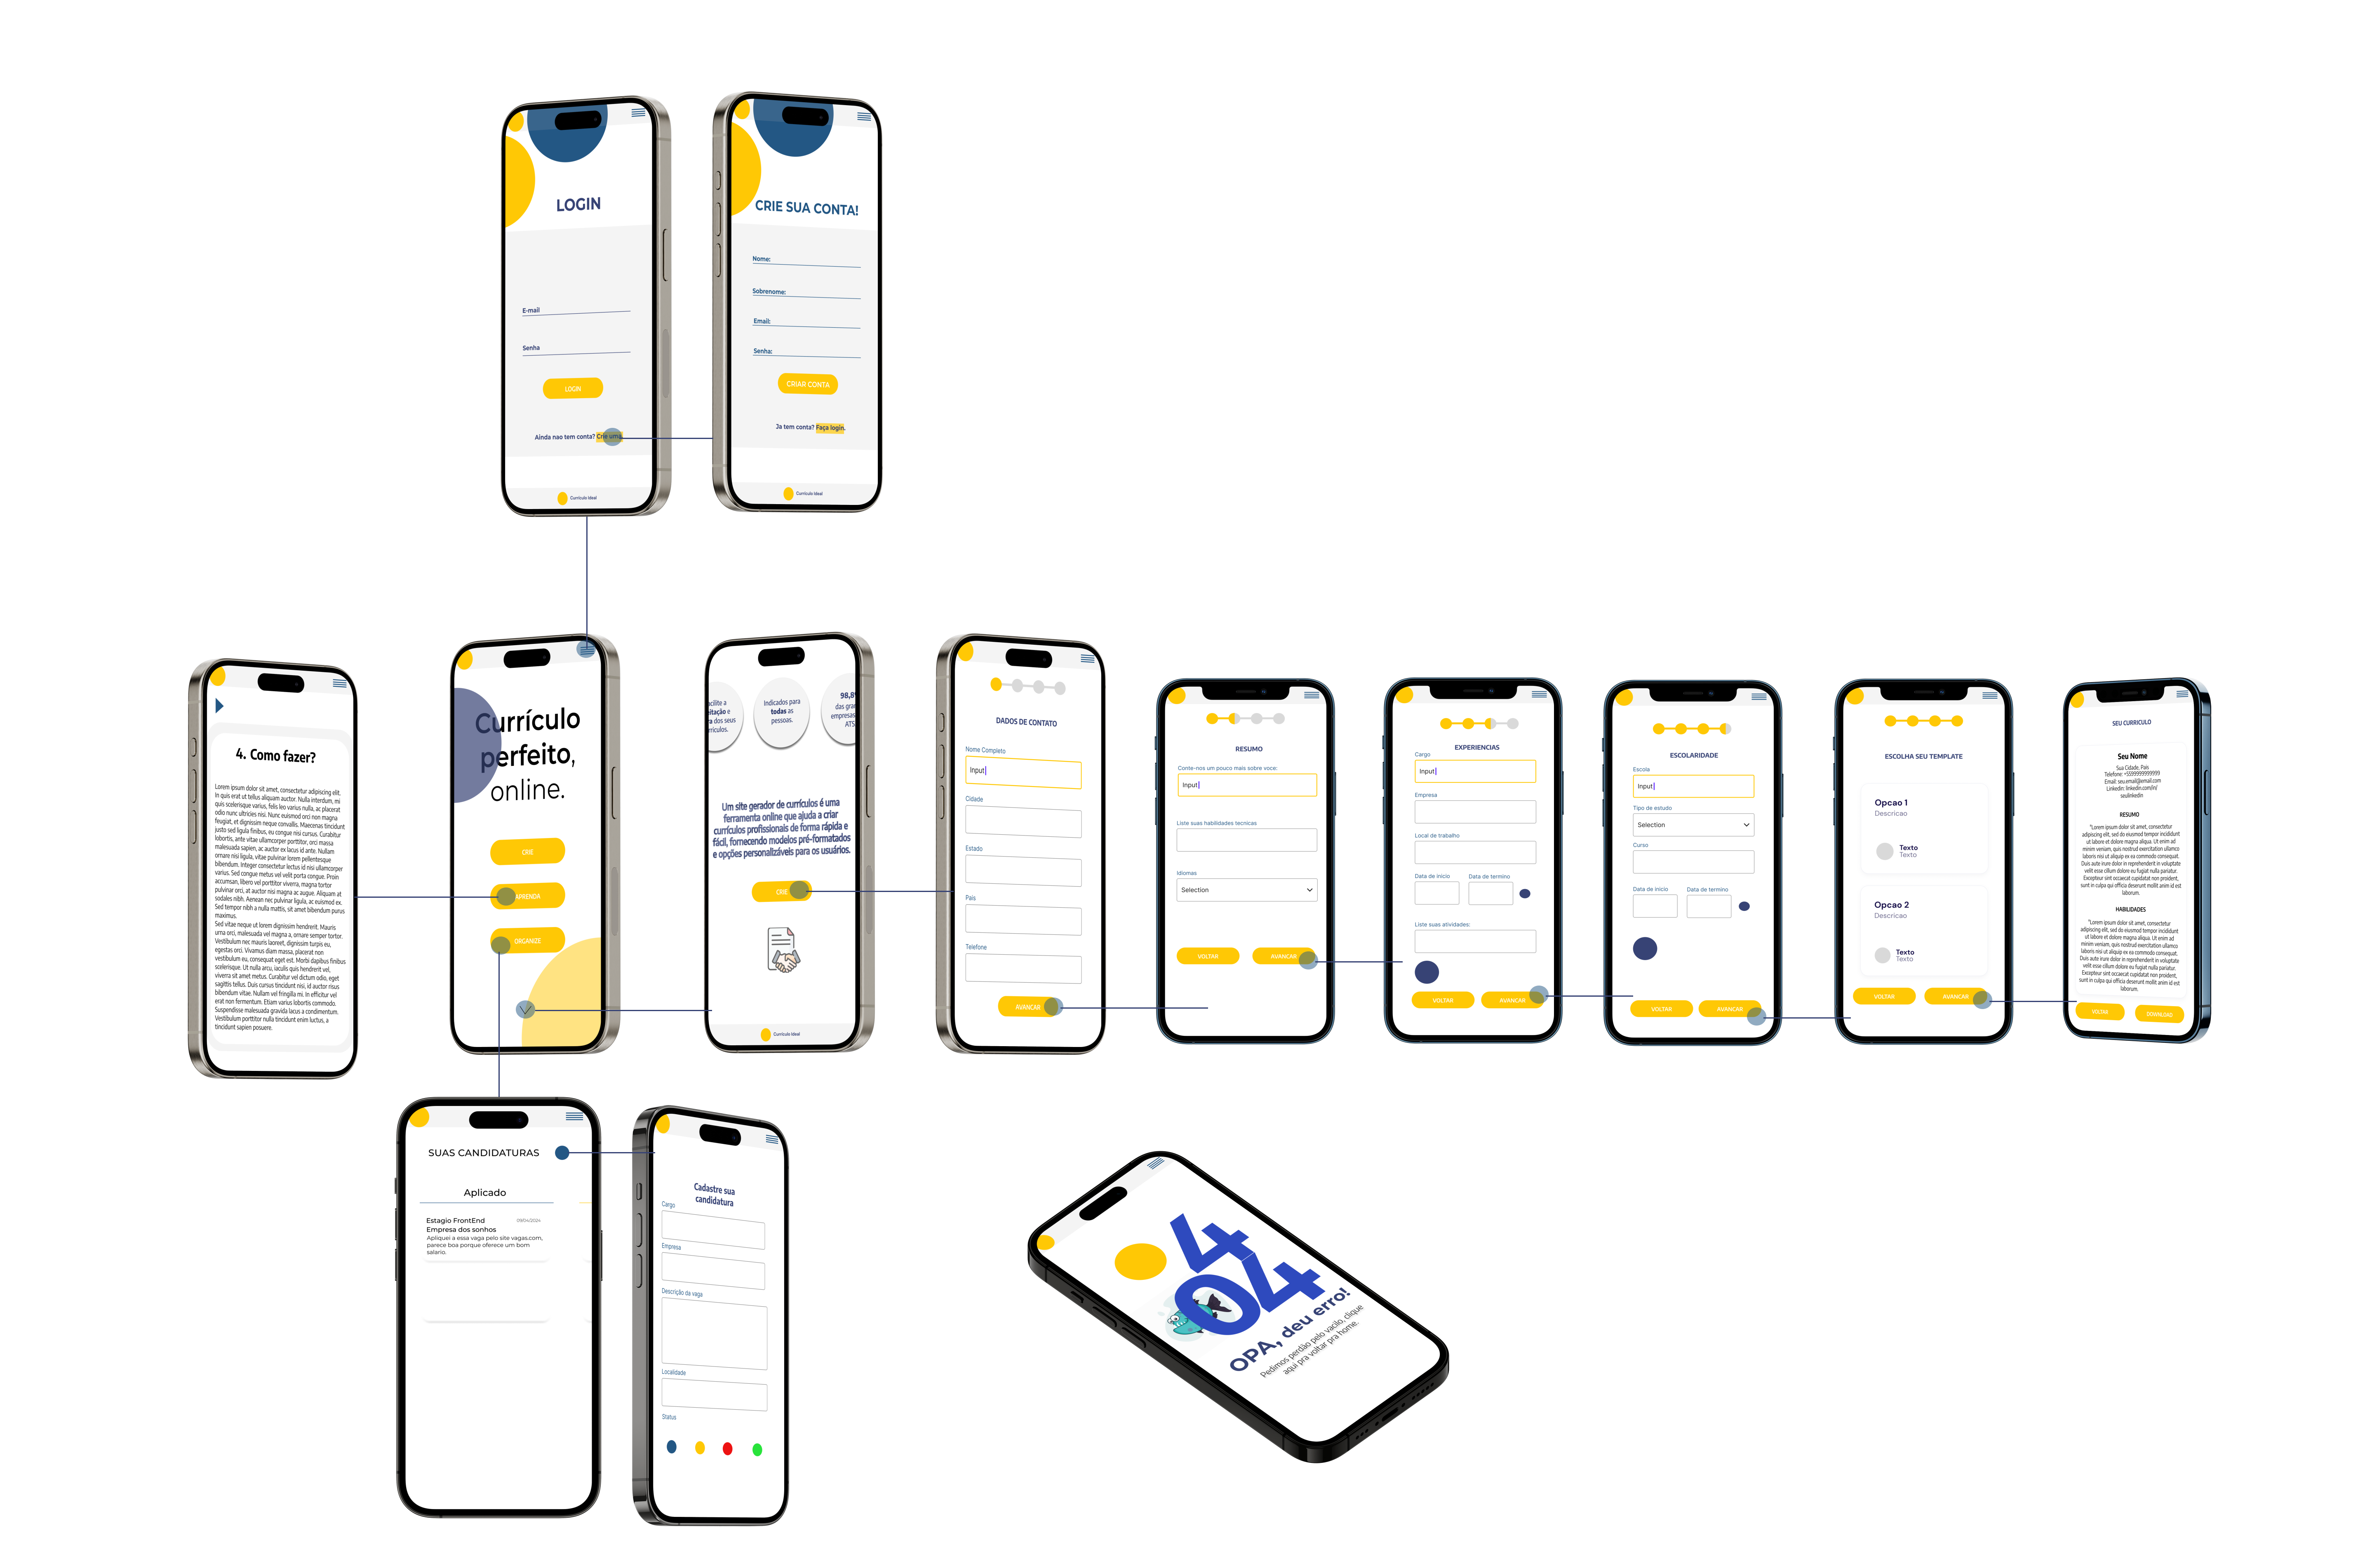 LOGIN
E-mail
Senha
LOGIN
Ainda nao tem conta? Crie uma.
Curriculo Ideal
CRIE SUA CONTA!
Nome:
Sobrenome:
Email:
Senha:
CRIAR CONTA
Ja tem conta? Faça login.
Curriculo Ideal
4. Como fazer?
Lorem ipsum dolor sit amet, consectetur adipiscing elit.
In quis erat ut tellus aliquam auctor. Nulla interdum, mi
quis scelerisque varius, felis leo varius nulla, ac placerat
odio nunc ultricies nisi. Nunc euismod orci non magna
feugiat, et dignissim neque convallis. Maecenas tincidunt
justo sed ligula finibus, eu congue nisi cursus. Curabitur
lobortis, ante vitae ullamcorper porttitor, orci massa
malesuada sapien, ac auctor ex lacus id ante. Nullam
ornare nisi ligula, vitae pulvinar lorem pellentesque
bibendum. Integer consectetur lectus id nisi ullamcorper
varius. Sed congue metus vel velit porta congue. Proin
accumsan, libero vel porttitor viverra, magna tortor
pulvinar orci, at auctor nisi magna ac augue. Aliquam at
sodales nibh. Aenean nec pulvinar ligula, ac euismod ex.
Sed tempor nibh a nulla mattis, sit amet bibendum purus
maximus.
Sed vitae neque ut lorem dignissim hendrerit. Mauris
urna orci, malesuada vel magna a, ornare semper tortor.
Vestibulum nec mauris laoreet, dignissim turpis eu,
egestas orci. Vivamus diam massa, placerat non
vestibulum eu, consequat eget est. Morbi dapibus finibus
scelerisque. Ut nulla arcu, iaculis quis hendrerit vel,
viverra sit amet metus. Curabitur vel dictum odio, eget
sagittis tellus. Duis cursus tincidunt nisi, id auctor risus
bibendum vitae. Nullam vel fringilla mi. In efficitur vel
erat non fermentum. Etiam varius lobortis commodo.
Suspendisse malesuada gravida lacus a condimentum.
Vestibulum porttitor nulla tincidunt enim luctus, a
tincidunt sapien posuere.
Currículo
perfeito,
online.
CRIE
APRENDA
ORGANIZE
Indicados para
todas as
pessoas.
98,8%
das gran
empresas
ATS
Um site gerador de currículos é uma
ferramenta online que ajuda a criar
currículos profissionais de forma rápida e
fácil, fornecendo modelos pré-formatados
e opções personalizáveis para os usuários.
CRIE
Curriculo Ideal
DADOS DE CONTATO
Nome Completo
Input
Cidade
Estado
Pais
Telefone
AVANCAR
RESUMO
Conte-nos um pouco mais sobre voce:
Input
Liste suas habilidades tecnicas
Idiomas
Selection
VOLTAR
AVANCAR
EXPERIENCIAS
Cargo
Input
Empresa
Local de trabalho
Data de inicio
Data de termino
Liste suas atividades:
VOLTAR
AVANCAR
ESCOLARIDADE
Escola
Input
Tipo de estudo
Selection
Curso
Data de inicio
Data de termino
VOLTAR
AVANCAR
ESCOLHA SEU TEMPLATE
Opcao 1
Descricao
Texto
Texto
Opcao 2
Descricao
Texto
Texto
VOLTAR
AVANCAR
SEU CURRICULO
Seu Nome
Sua Cidade, Pais
Email: seu.email@email.com
Linkedin: linkedin.com/in/
seulinkedin
RESUMO
"Lorem ipsum dolor sit amet, consectetur
adipiscing elit, sed do eiusmod tempor incididunt
ut labore et dolore magna aliqua. Ut enim ad
minim veniam, quis nostrud exercitation ullamco
laboris nisi ut aliquip ex ea commodo consequat.
Duis aute irure dolor in reprehenderit in voluptate
velit esse cillum dolore eu fugiat nulla pariatur.
Excepteur sint occaecat cupidatat non proident,
sunt in culpa qui officia deserunt mollit anim id est
laborum.
HABILIDADES
"Lorem ipsum dolor sit amet, consectetur
adipiscing elit, sed do eiusmod tempor incididunt
ut labore et dolore magna aliqua. Ut enim ad
minim veniam, quis nostrud exercitation ullamco
laboris nisi ut aliquip ex ea commodo consequat.
Duis aute irure dolor in reprehenderit in voluptate
velit esse cillum dolore eu fugiat nulla pariatur.
Excepteur sint occaecat cupidatat non proident,
sunt in culpa qui officia deserunt mollit anim id est
laborum.
VOLTAR
DOWNLOAD
SUAS CANDIDATURAS
Aplicado
Estagio FrontEnd
09/04/2024
Empresa dos sonhos
Apliquei a essa vaga pelo site vagas.com,
parece boa porque oferece um bom
salario.
Cadastre sua
candidatura
Cargo
Empresa
Descrição da vaga
Localidade
Status
4
04
OPA, deu erro!
Pedimos perdão pelo vacilo, clique
aqui pra voltar pra home.